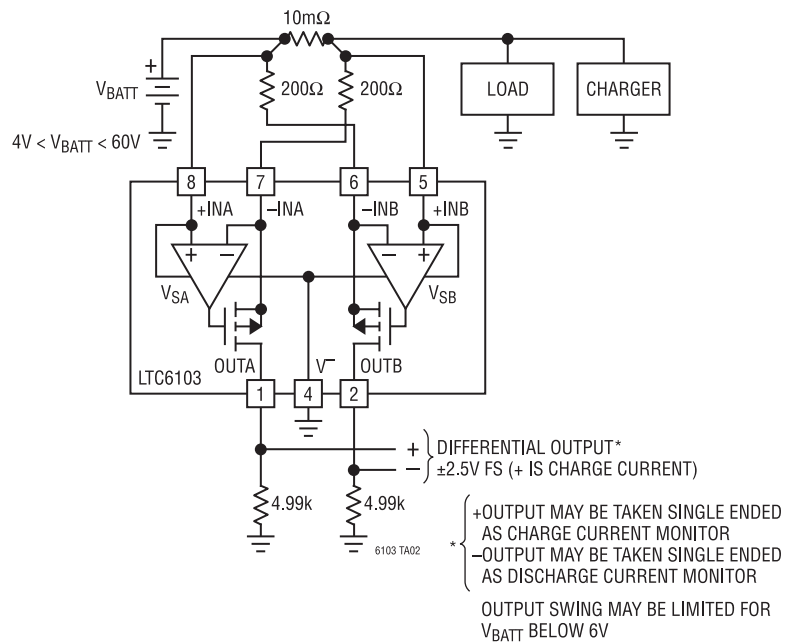 10mΩ
+
V_BATT
200Ω 200Ω
LOAD CHARGER
4V < V_BATT < 60V
8 7 6 5
+INA –INA –INB +INB
+ – – +
V_SA V_SB
OUTA V⁻ OUTB
LTC6103
1 4 2
+ DIFFERENTIAL OUTPUT*
– ±2.5V FS (+ IS CHARGE CURRENT)
4.99k 4.99k
6103 TA02
* +OUTPUT MAY BE TAKEN SINGLE ENDED
AS CHARGE CURRENT MONITOR
–OUTPUT MAY BE TAKEN SINGLE ENDED
AS DISCHARGE CURRENT MONITOR
OUTPUT SWING MAY BE LIMITED FOR
V_BATT BELOW 6V